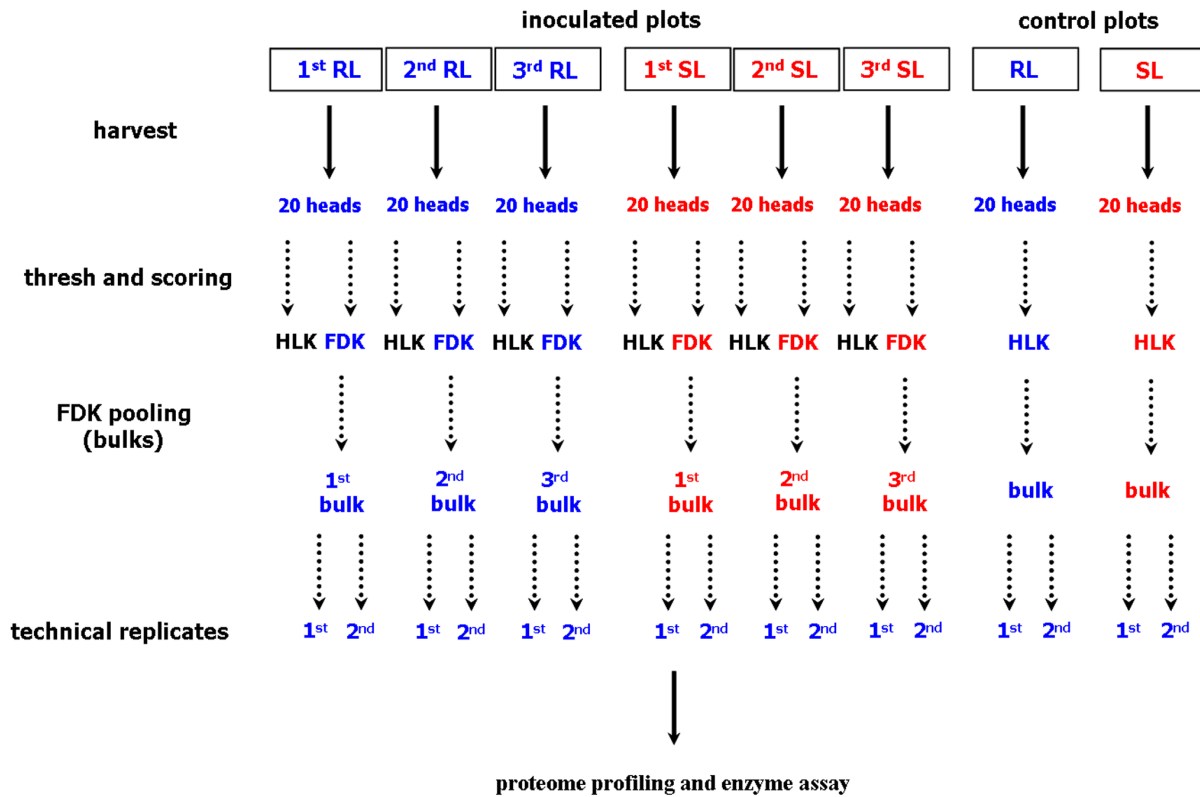 inoculated plots control plots
1st RL 2nd RL 3rd RL 1st SL 2nd SL 3rd SL RL SL
harvest
20 heads 20 heads 20 heads 20 heads 20 heads 20 heads 20 heads 20 heads
thresh and scoring
HLK FDK HLK FDK HLK FDK HLK FDK HLK FDK HLK FDK HLK HLK
FDK pooling
(bulks)
1st 2nd 3rd 1st 2nd 3rd
bulk bulk bulk bulk bulk bulk bulk bulk
technical replicates 1st 2nd 1st 2nd 1st 2nd 1st 2nd 1st 2nd 1st 2nd 1st 2nd 1st 2nd
proteome profiling and enzyme assay